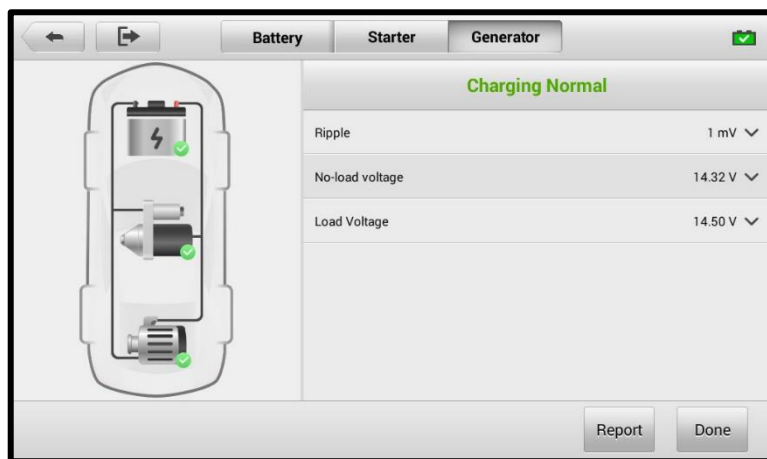 Battery Starter Generator
Charging Normal
Ripple 1 mV
No-load voltage 14.32 V
Load Voltage 14.50 V
Report Done